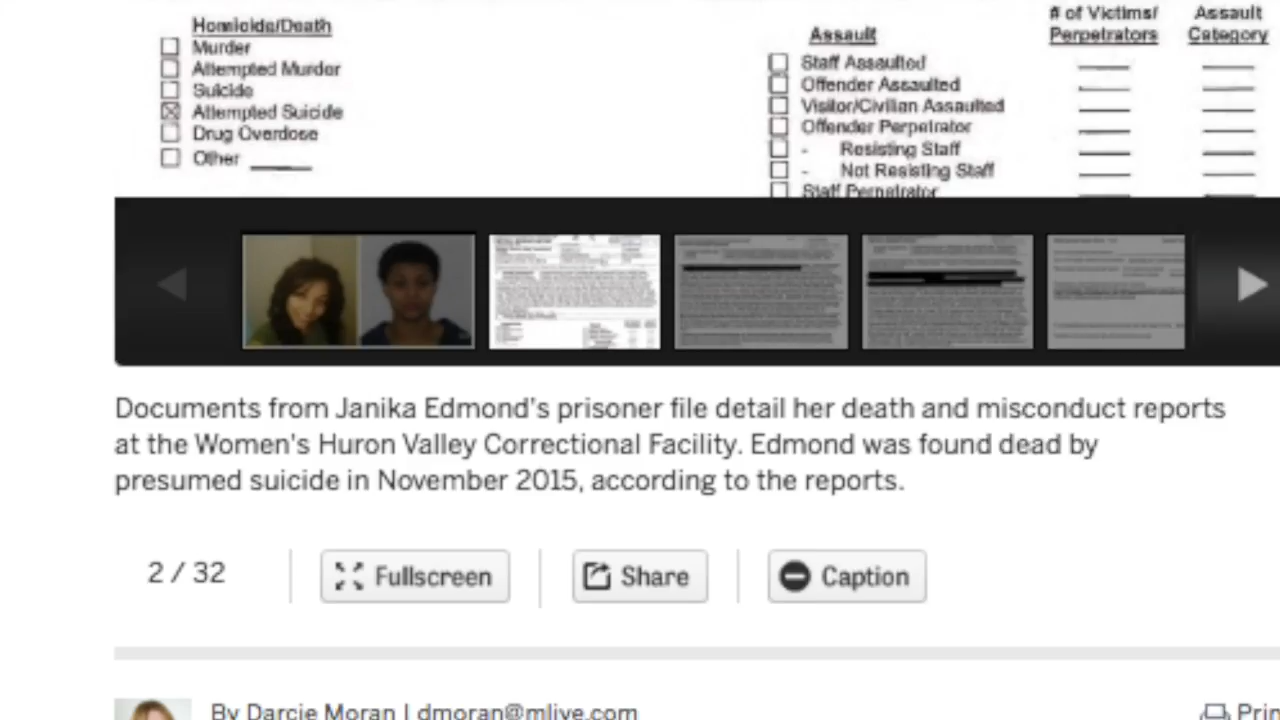 Homicide/Death
Murder
Attempted Murder
Suicide
Attempted Suicide
Drug Overdose
Other
Assault
# of Victims/
Perpetrators
Assault
Category
Staff Assaulted
Offender Assaulted
Visitor/Civilian Assaulted
Offender Perpetrator
- Resisting Staff
- Not Resisting Staff
Staff Perpetrator
Documents from Janika Edmond's prisoner file detail her death and misconduct reports
at the Women's Huron Valley Correctional Facility. Edmond was found dead by
presumed suicide in November 2015, according to the reports.
2 / 32
Fullscreen
Share
Caption
By Darcie Moran | dmoran@mlive.com
Prin